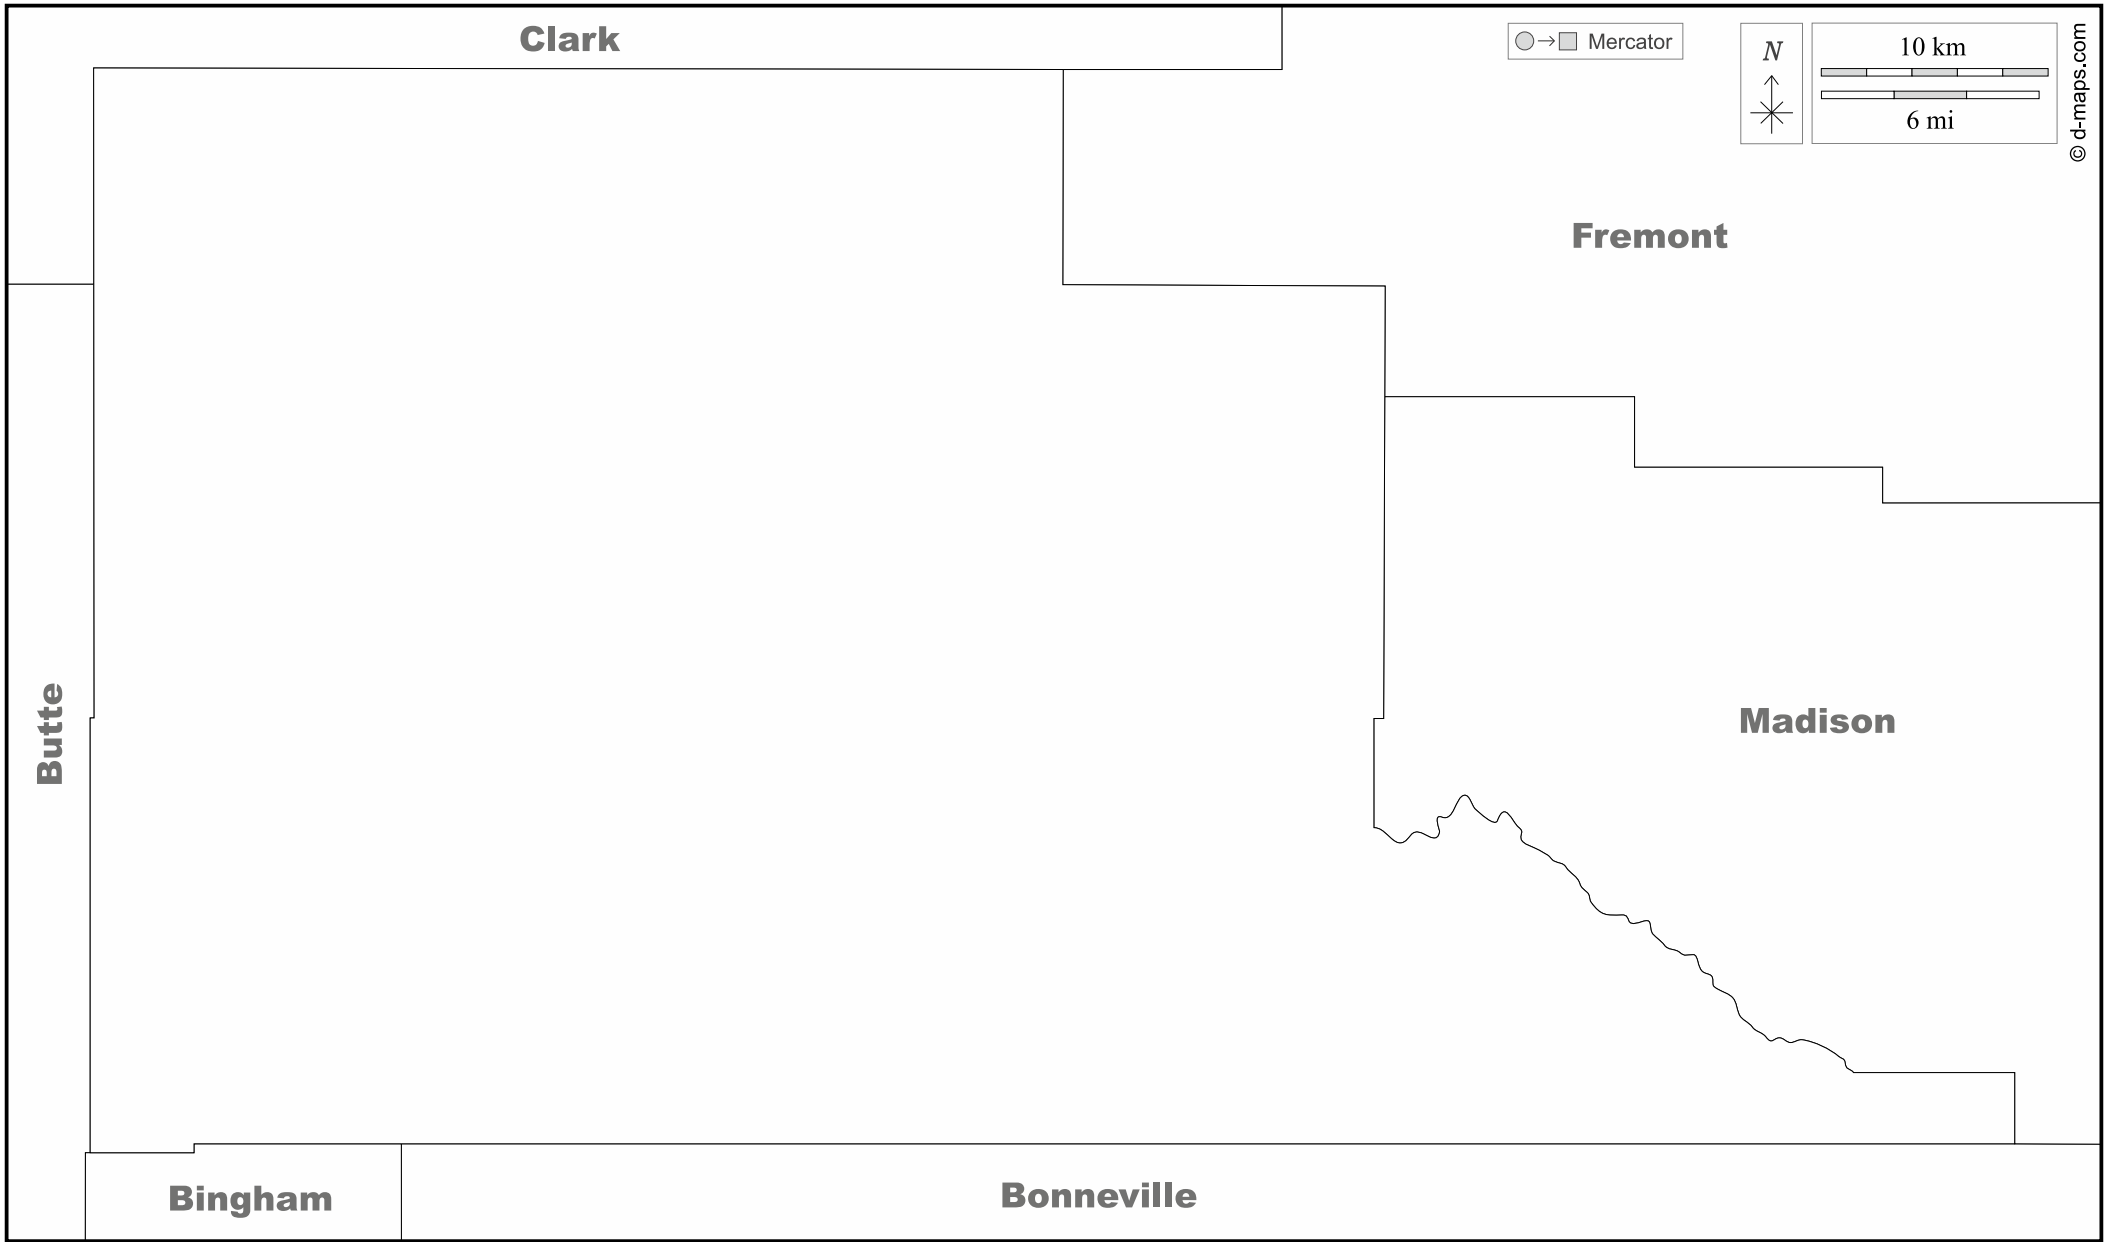 Clark
Mercator
N
10 km
6 mi
© d-maps.com
Fremont
Butte
Madison
Bingham
Bonneville